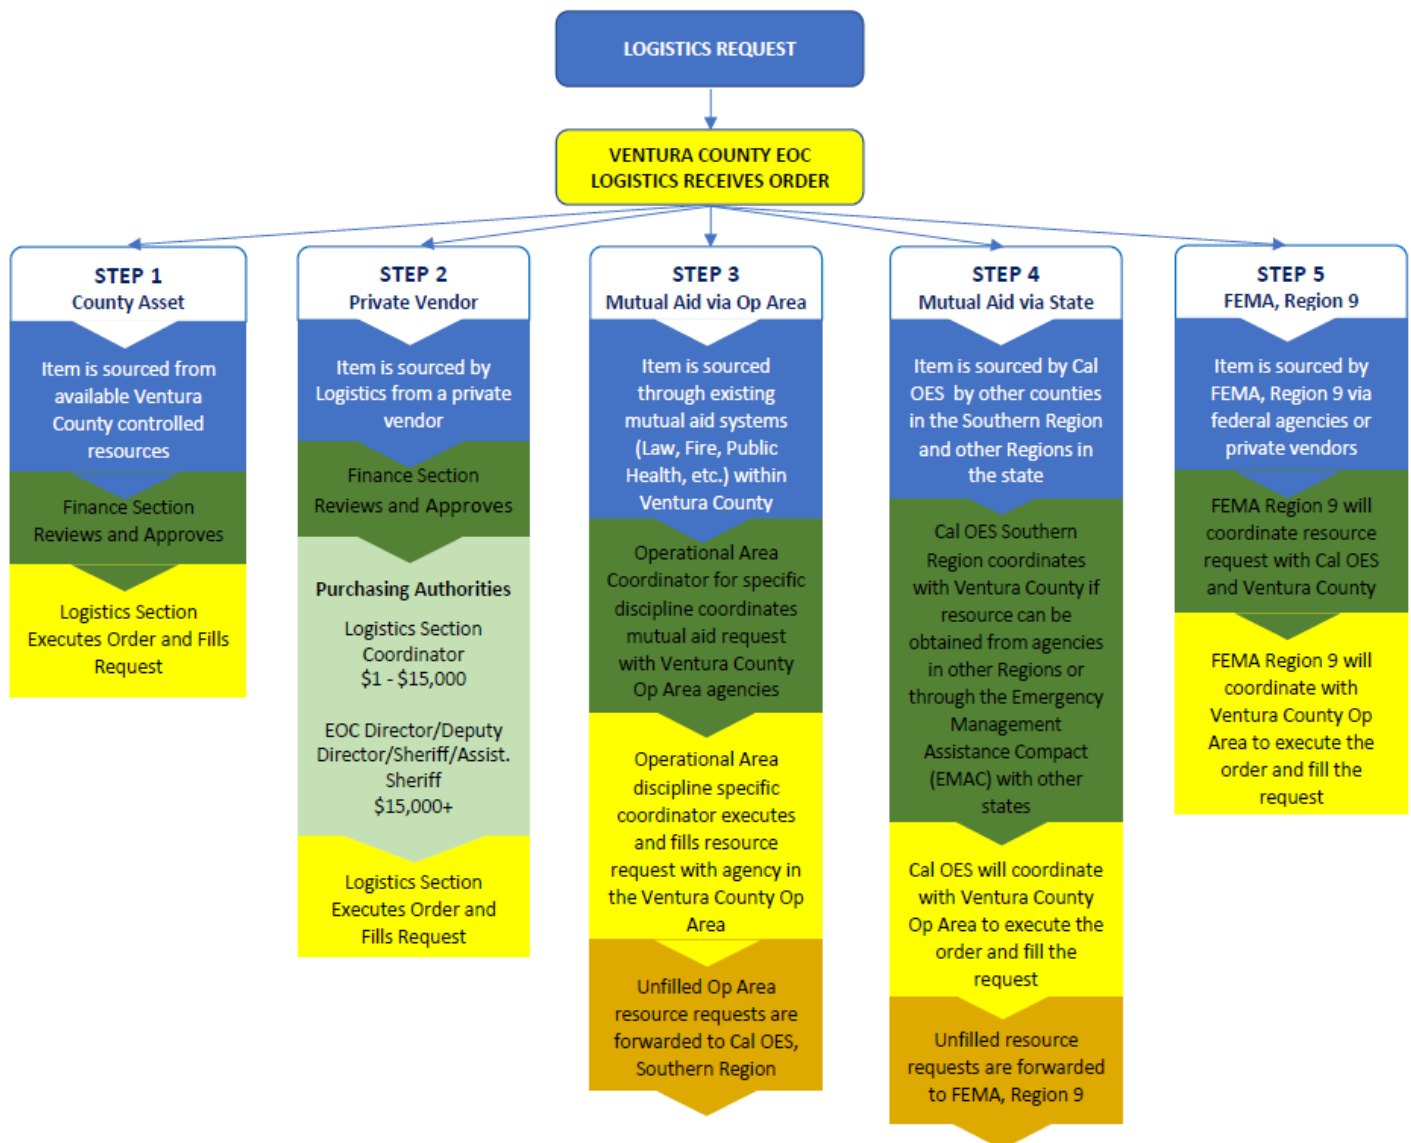 LOGISTICS REQUEST
VENTURA COUNTY EOC
LOGISTICS RECEIVES ORDER
STEP 1
County Asset
Item is sourced from
available Ventura
County controlled
resources
Finance Section
Reviews and Approves
Logistics Section
Executes Order and Fills
Request
STEP 2
Private Vendor
Item is sourced by
Logistics from a private
vendor
Finance Section
Reviews and Approves
Purchasing Authorities
Logistics Section
Coordinator
$1 - $15,000
EOC Director/Deputy
Director/Sheriff/Assist.
Sheriff
$15,000+
Logistics Section
Executes Order and
Fills Request
STEP 3
Mutual Aid via Op Area
Item is sourced
through existing
mutual aid systems
(Law, Fire, Public
Health, etc.) within
Ventura County
Operational Area
Coordinator for specific
discipline coordinates
mutual aid request
with Ventura County
Op Area agencies
Operational Area
discipline specific
coordinator executes
and fills resource
request with agency in
the Ventura County Op
Area
Unfilled Op Area
resource requests are
forwarded to Cal OES,
Southern Region
STEP 4
Mutual Aid via State
Item is sourced by Cal
OES by other counties
in the Southern Region
and other Regions in
the state
Cal OES Southern
Region coordinates
with Ventura County if
resource can be
obtained from agencies
in other Regions or
through the Emergency
Management
Assistance Compact
(EMAC) with other
states
Cal OES will coordinate
with Ventura County
Op Area to execute the
order and fill the
request
Unfilled resource
requests are forwarded
to FEMA, Region 9
STEP 5
FEMA, Region 9
Item is sourced by
FEMA, Region 9 via
federal agencies or
private vendors
FEMA Region 9 will
coordinate resource
request with Cal OES
and Ventura County
FEMA Region 9 will
coordinate with
Ventura County Op
Area to execute the
order and fill the
request